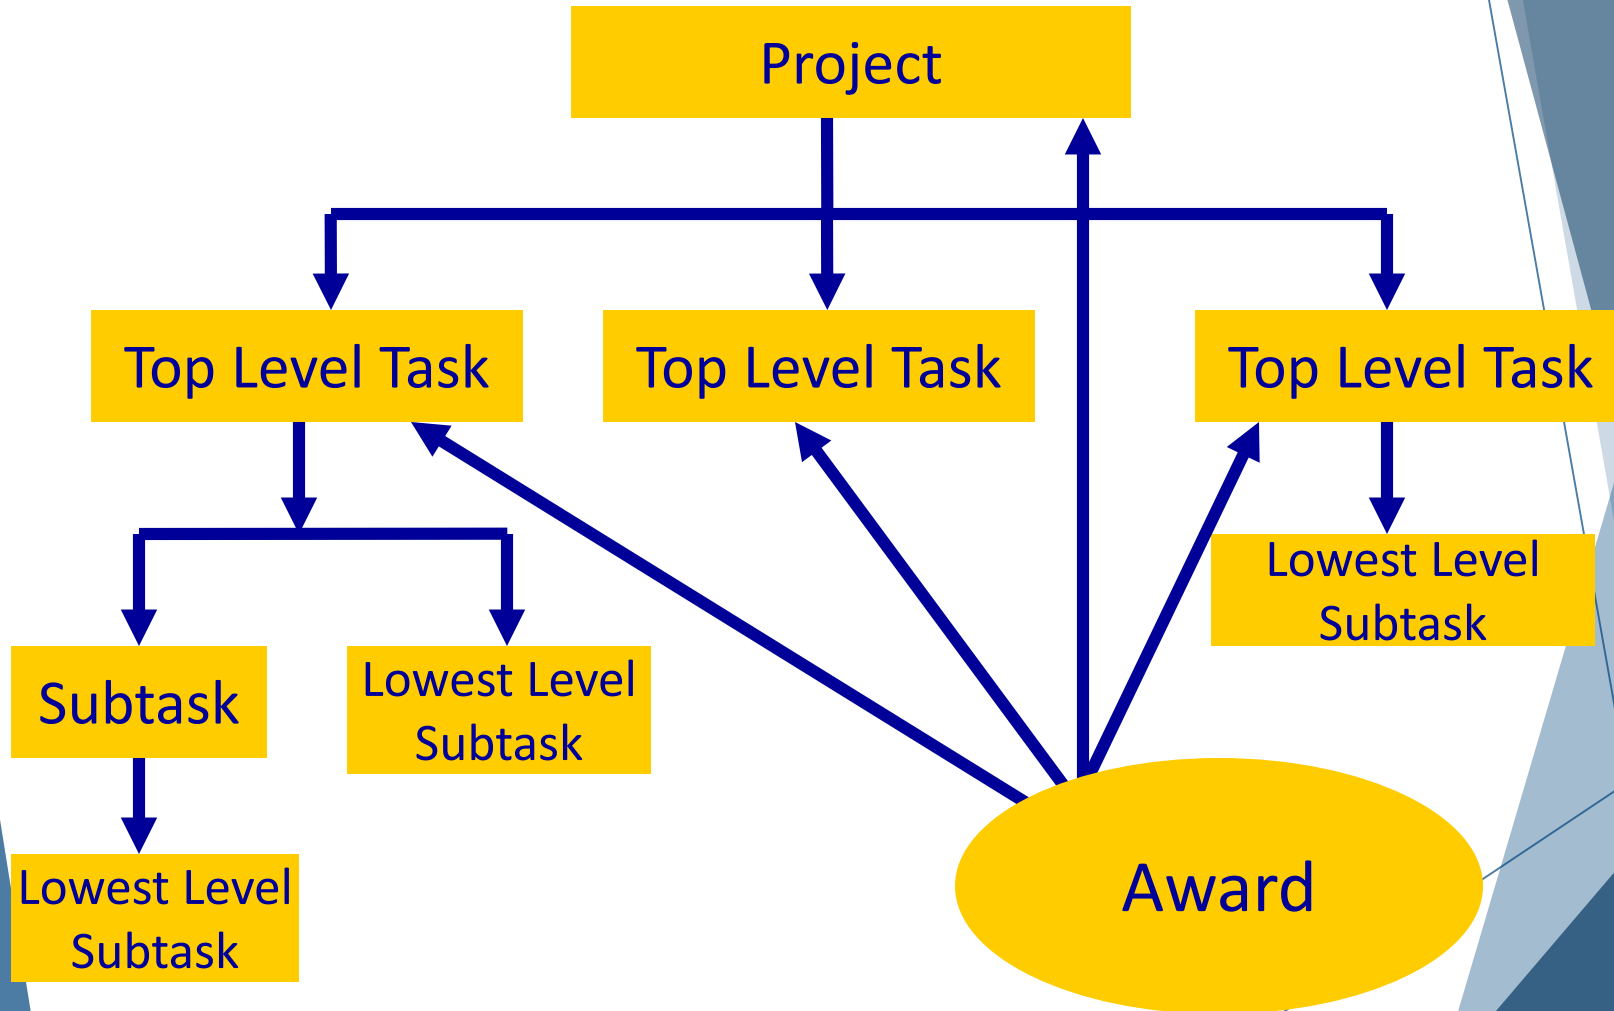 Project
Top Level Task
Top Level Task
Top Level Task
Lowest Level
Subtask
Subtask
Lowest Level
Subtask
Lowest Level
Subtask
Award